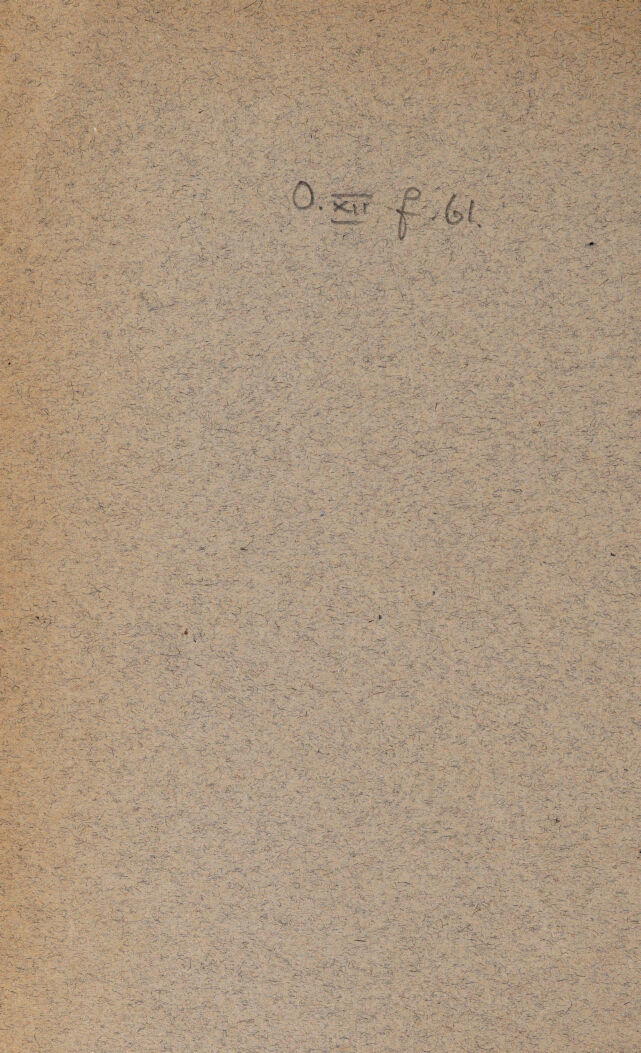 O. XII f. 61.